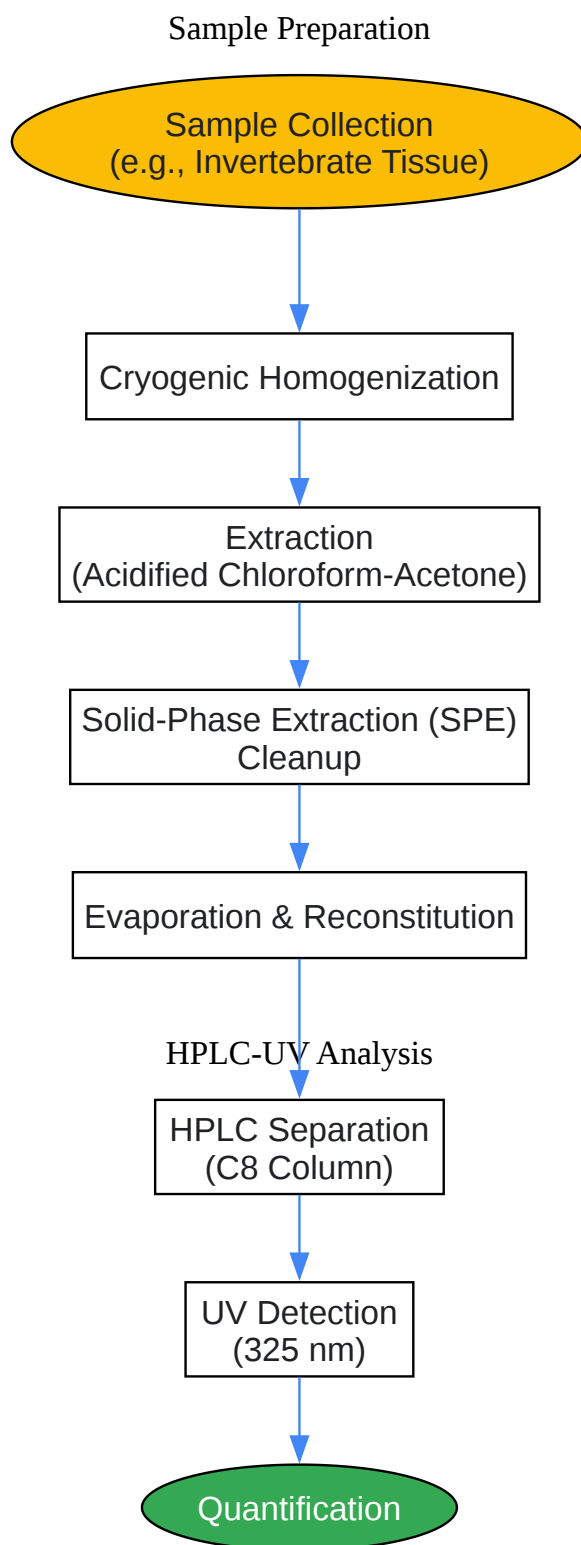 Sample Preparation
Sample Collection
(e.g., Invertebrate Tissue)
Cryogenic Homogenization
Extraction
(Acidified Chloroform-Acetone)
Solid-Phase Extraction (SPE)
Cleanup
Evaporation & Reconstitution
HPLC-UV Analysis
HPLC Separation
(C8 Column)
UV Detection
(325 nm)
Quantification